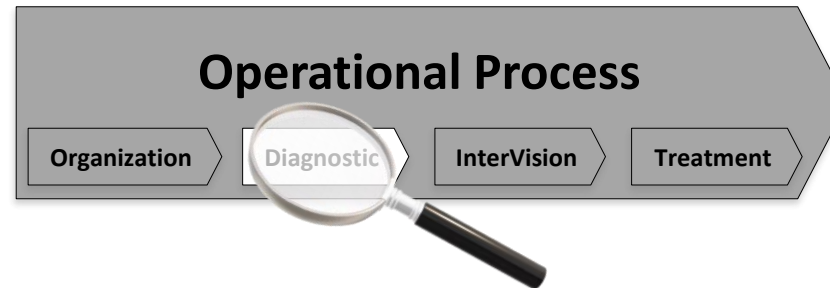 Operational Process
Organization Diagnostic InterVision Treatment